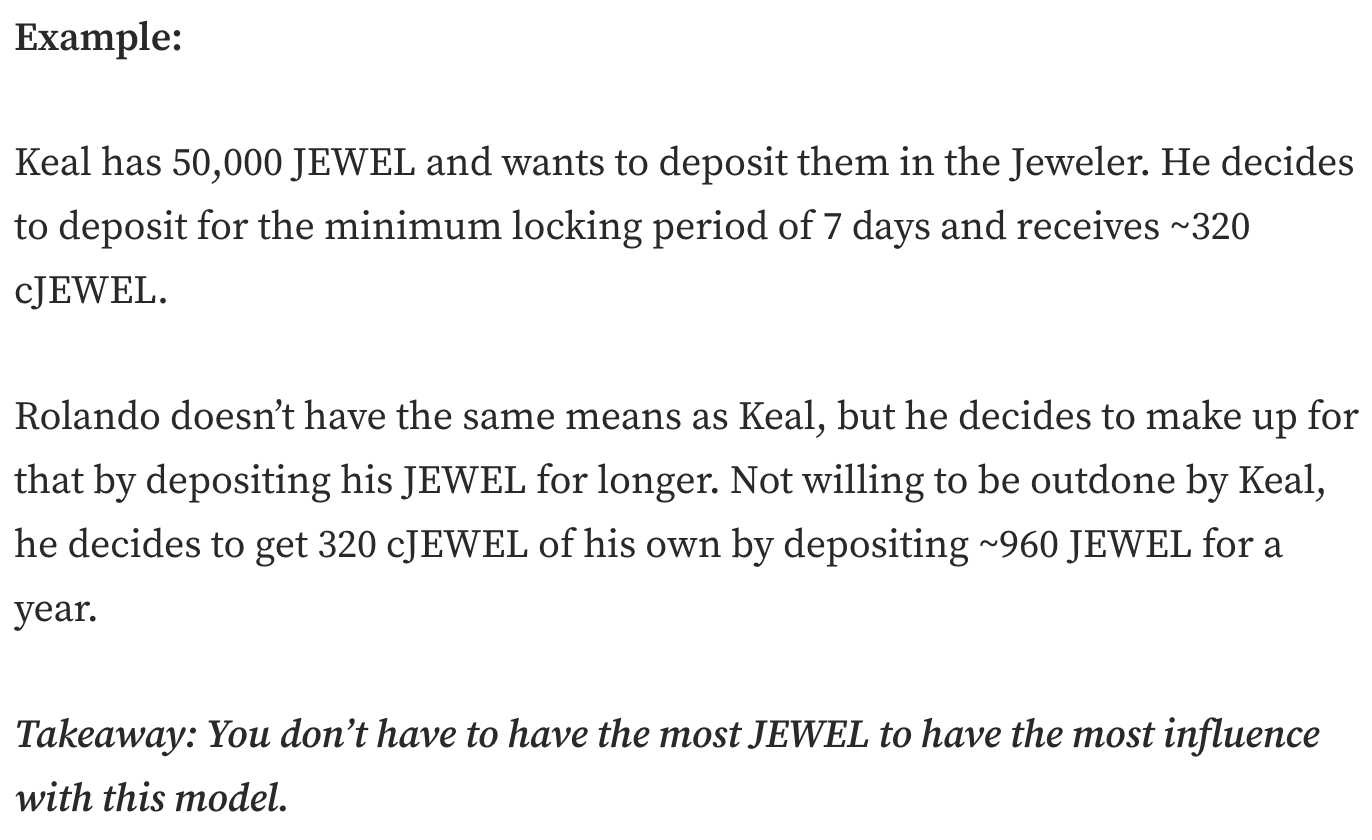 Example:
Keal has 50,000 JEWEL and wants to deposit them in the Jeweler. He decides
to deposit for the minimum locking period of 7 days and receives ~320
cJEWEL.
Rolando doesn’t have the same means as Keal, but he decides to make up for
that by depositing his JEWEL for longer. Not willing to be outdone by Keal,
he decides to get 320 cJEWEL of his own by depositing ~960 JEWEL for a
year.
Takeaway: You don’t have to have the most JEWEL to have the most influence
with this model.